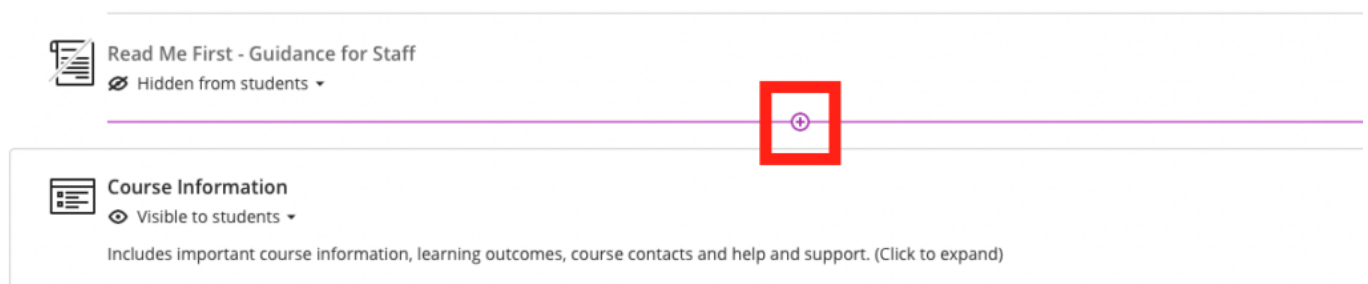 Read Me First - Guidance for Staff
Hidden from students
Course Information
Visible to students
Includes important course information, learning outcomes, course contacts and help and support. (Click to expand)